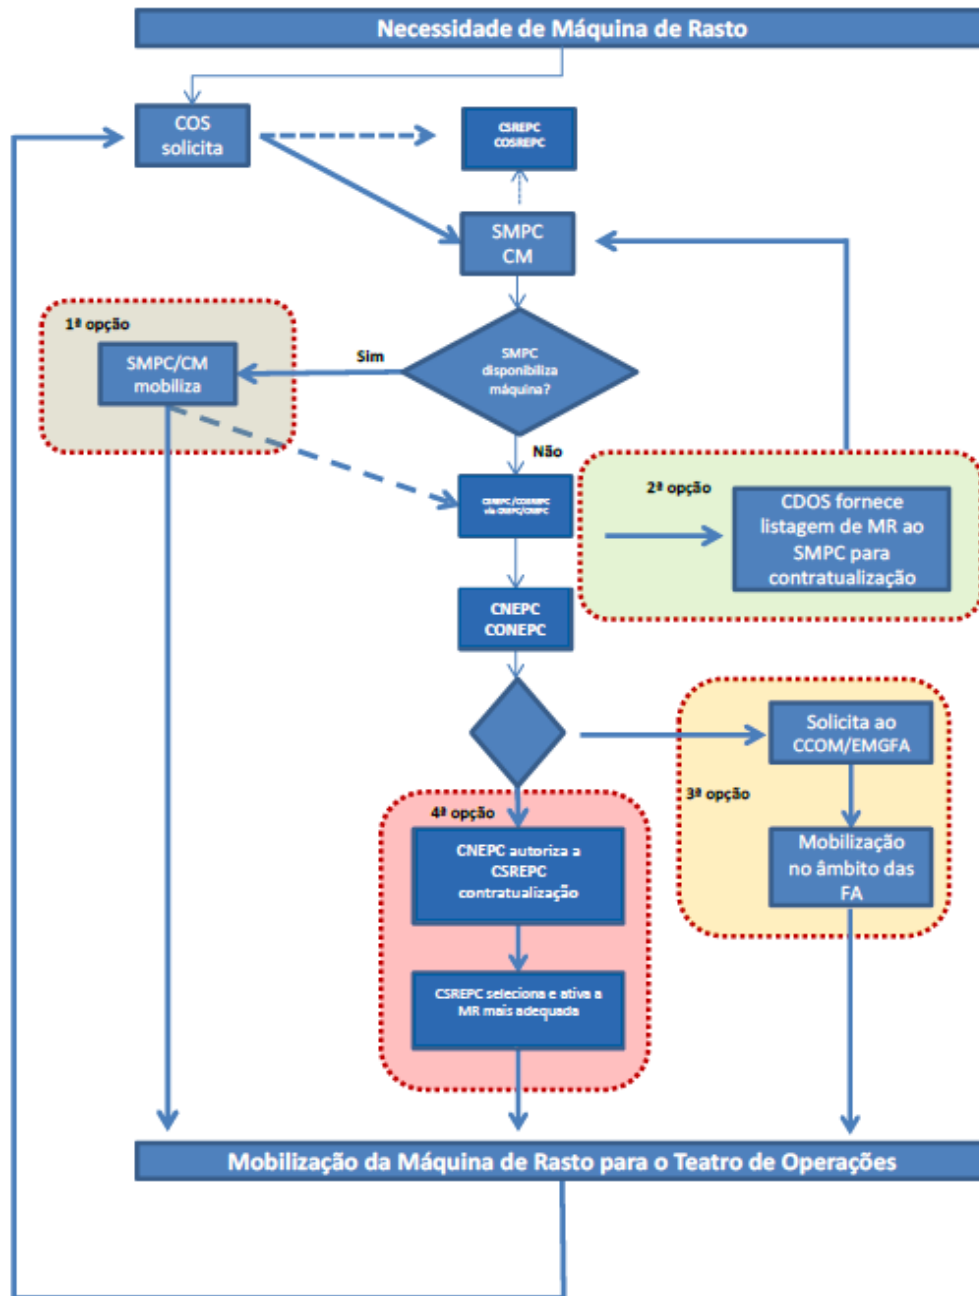 Necessidade de Máquina de Rasto
COS
solicita
CSREPC
COSREPC
SMPC
CM
1ª opção
SMPC/CM
mobiliza
Sim
SMPC
disponibiliza
máquina?
Não
2ª opção
CDOS fornece
listagem de MR ao
SMPC para
contratualização
via
CNEPC
CONEPC
Solicita ao
CCOM/EMGFA
3ª opção
Mobilização
no âmbito das
FA
4ª opção
CNEPC autoriza a
CSREPC
contratualização
CSREPC seleciona e ativa a
MR mais adequada
Mobilização da Máquina de Rasto para o Teatro de Operações